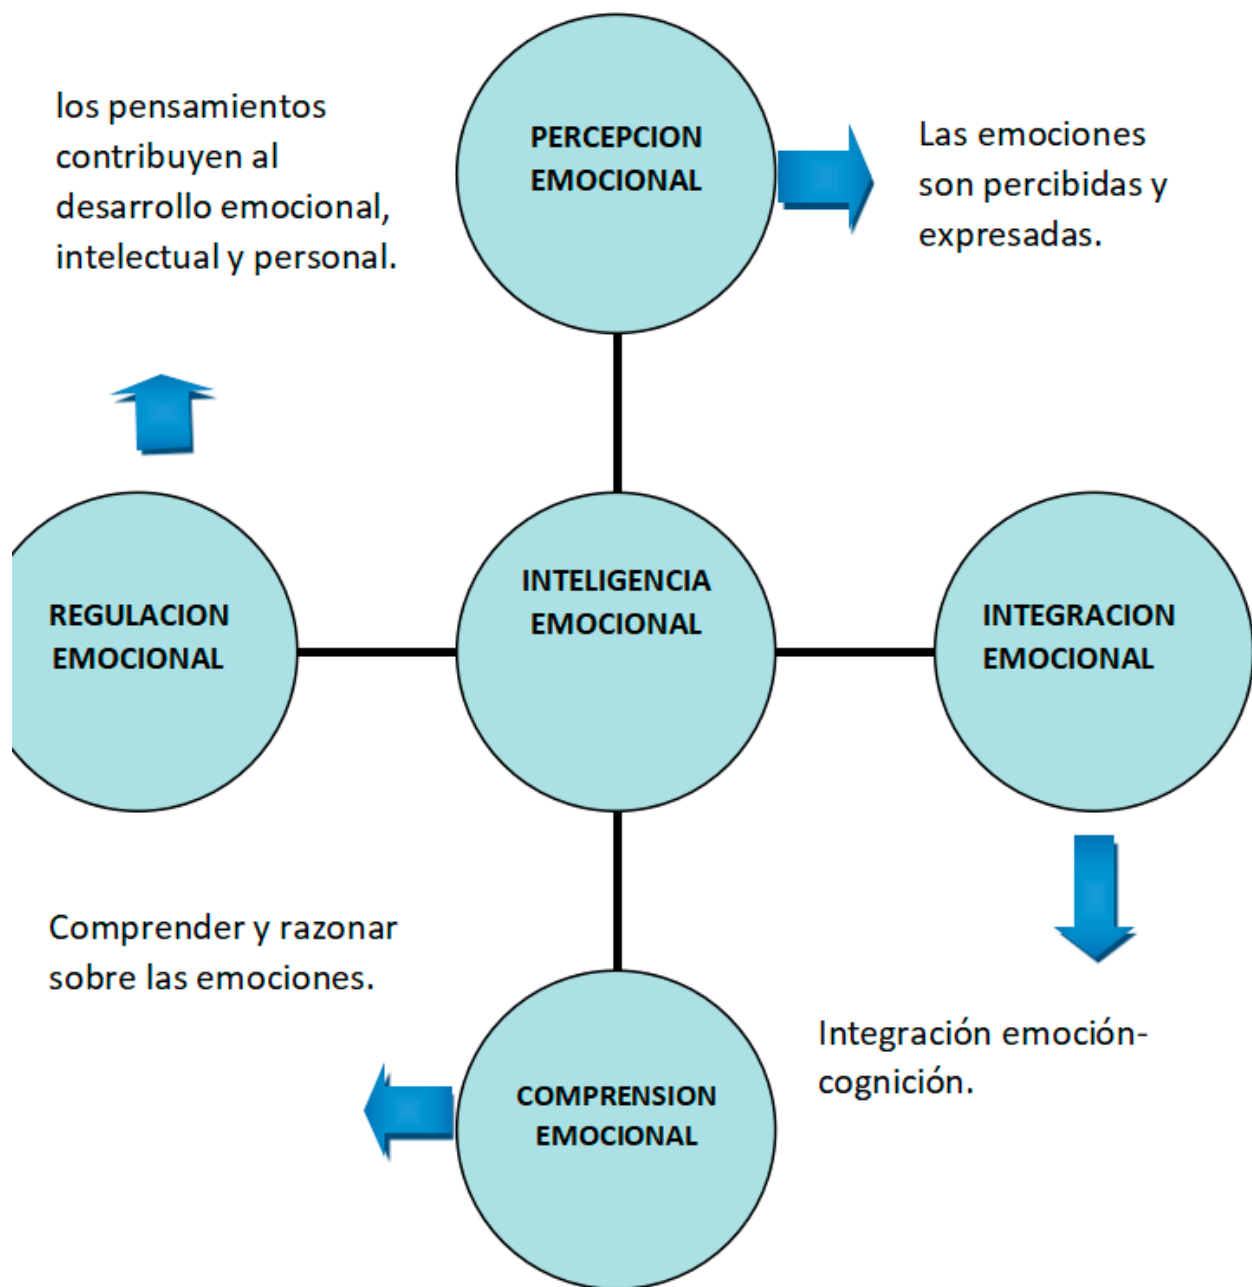 los pensamientos
contribuyen al
desarrollo emocional,
intelectual y personal.
PERCEPCION
EMOCIONAL
Las emociones
son percibidas y
expresadas.
REGULACION
EMOCIONAL
INTELIGENCIA
EMOCIONAL
INTEGRACION
EMOCIONAL
Comprender y razonar
sobre las emociones.
COMPRENSION
EMOCIONAL
Integración emoción-
cognición.